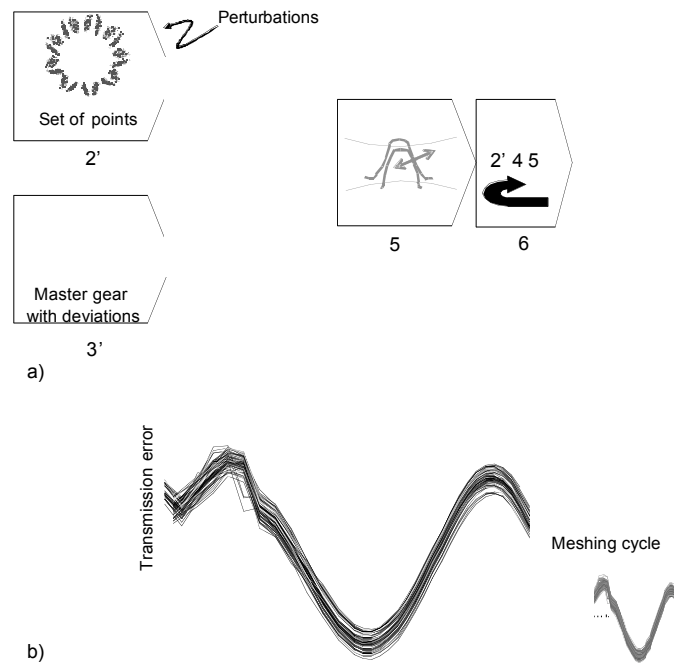 Perturbations
Set of points
2’
2’ 4 5
5
6
Master gear
with deviations
3’
a)
Transmission error
Meshing cycle
b)